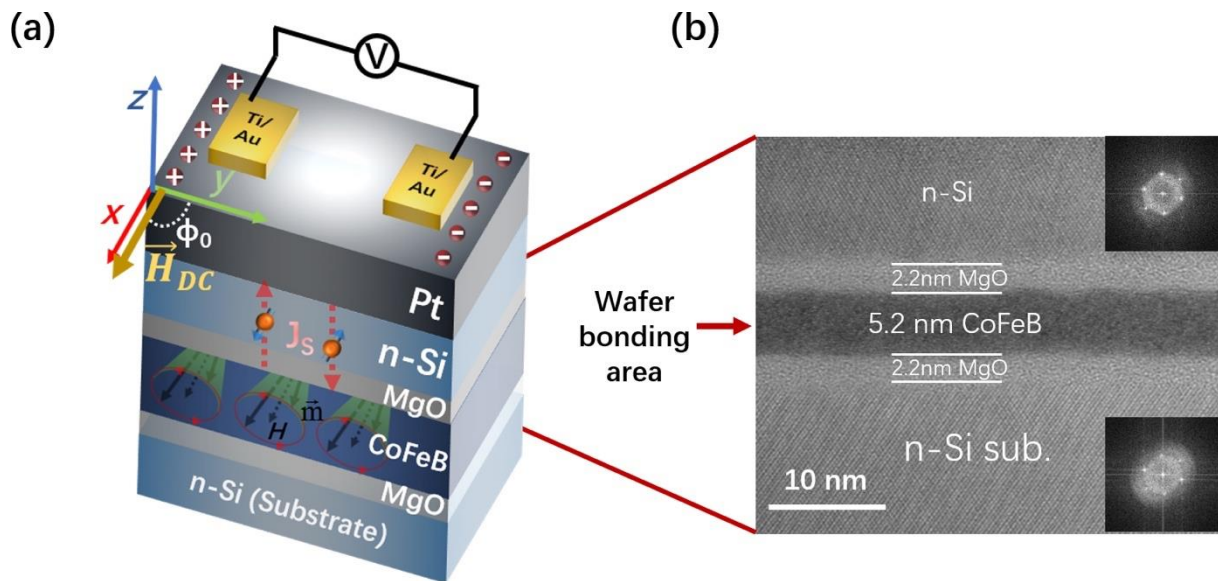 (a)
V
+
+
+
+
+
Ti/
Au
Ti/
Au
−
−
−
−
−
Z
y
X
ϕ₀
H⃗ DC
Pt
n-Si
Jₛ
MgO
m⃗
H
CoFeB
MgO
n-Si (Substrate)
Wafer
bonding
area
(b)
n-Si
2.2nm MgO
5.2 nm CoFeB
2.2nm MgO
n-Si sub.
10 nm